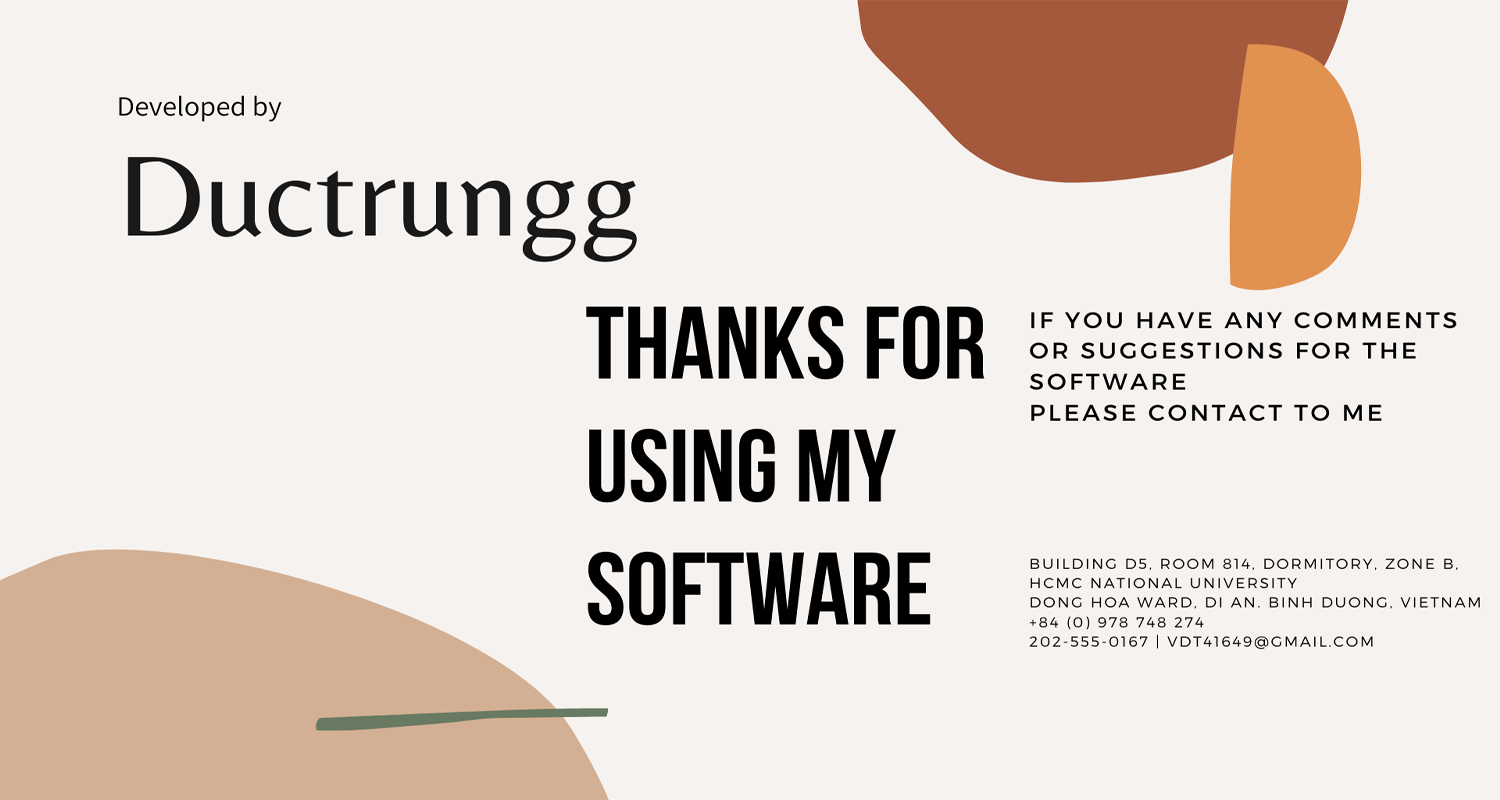 Developed by
Ductrungg
THANKS FOR
USING MY
SOFTWARE
IF YOU HAVE ANY COMMENTS
OR SUGGESTIONS FOR THE
SOFTWARE
PLEASE CONTACT TO ME
BUILDING D5, ROOM 814, DORMITORY, ZONE B,
HCMC NATIONAL UNIVERSITY
DONG HOA WARD, DI AN. BINH DUONG, VIETNAM
+84 (0) 978 748 274
202-555-0167 | VDT41649@GMAIL.COM